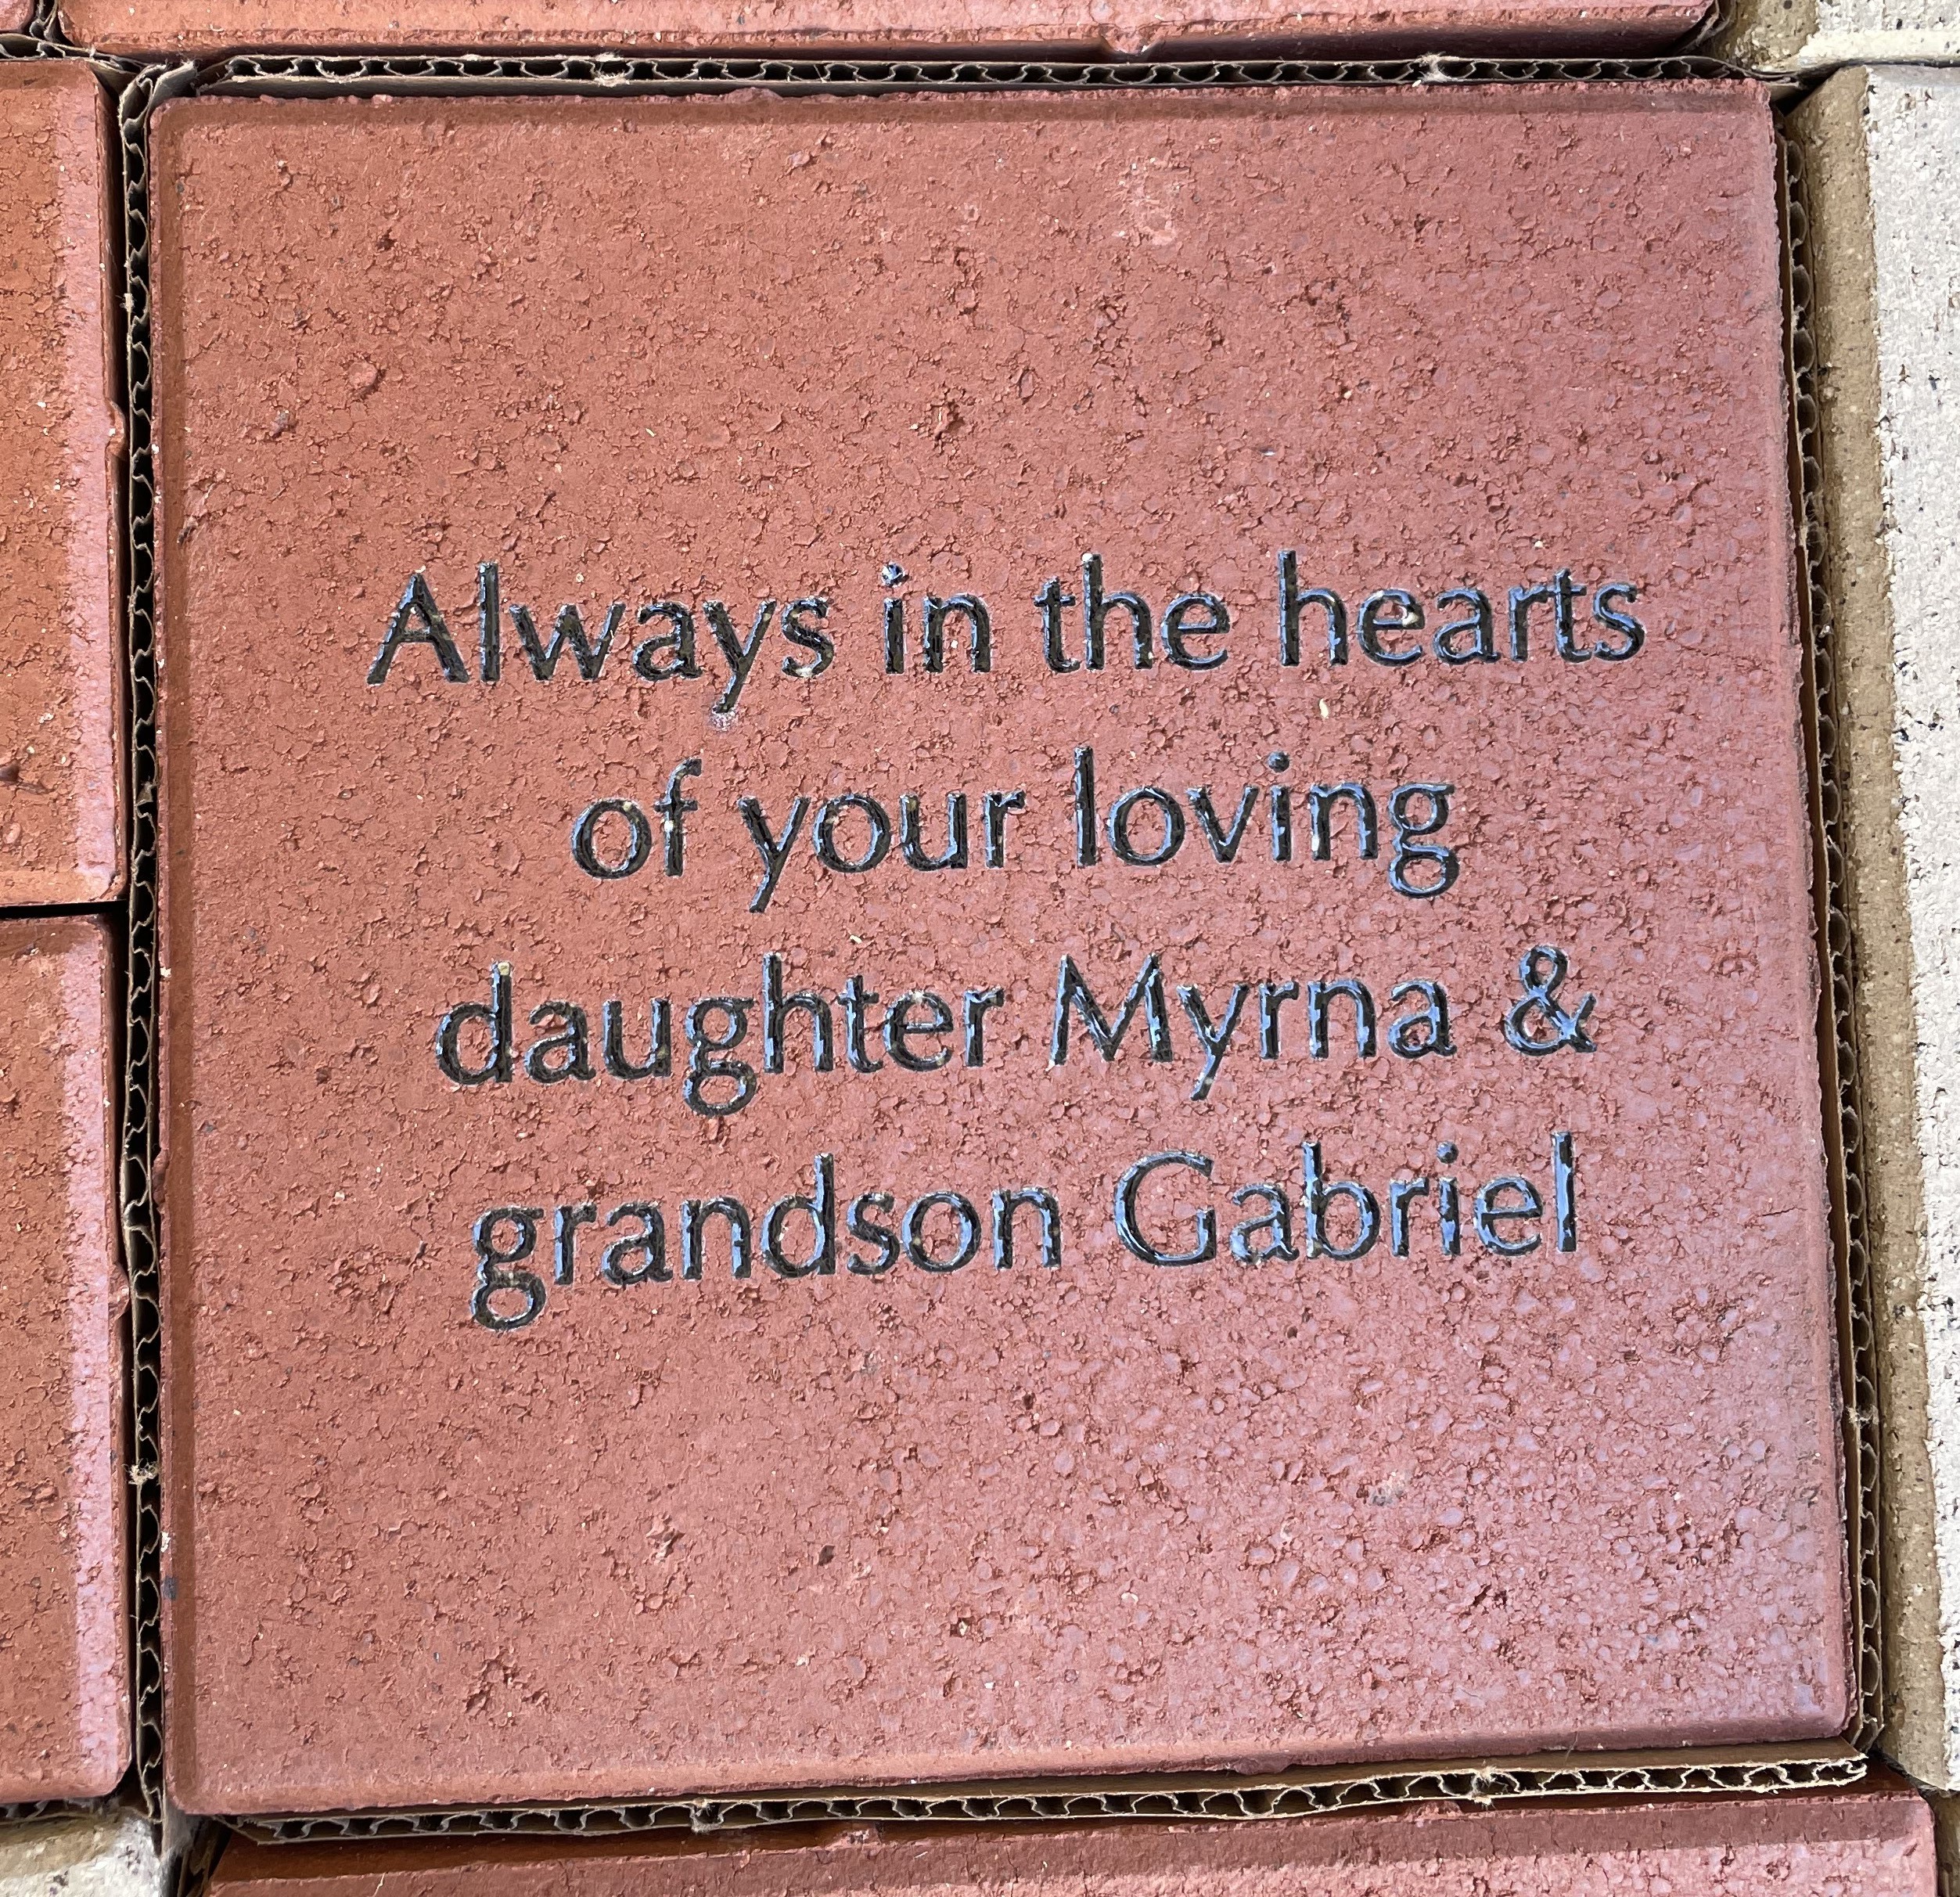 Always in the hearts
of your loving
daughter Myrna &
grandson Gabriel